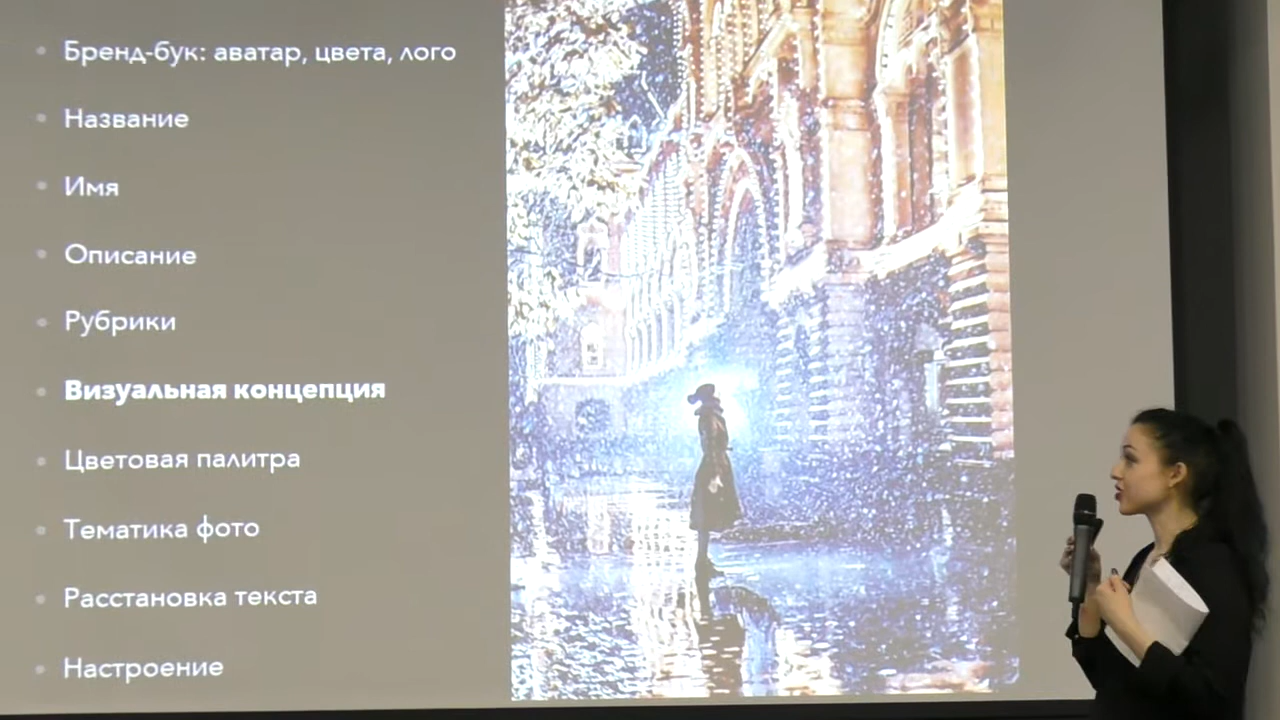 Бренд-бук: аватар, цвета, лого
Название
Имя
Описание
Рубрики
Визуальная концепция
Цветовая палитра
Тематика фото
Расстановка текста
Настроение